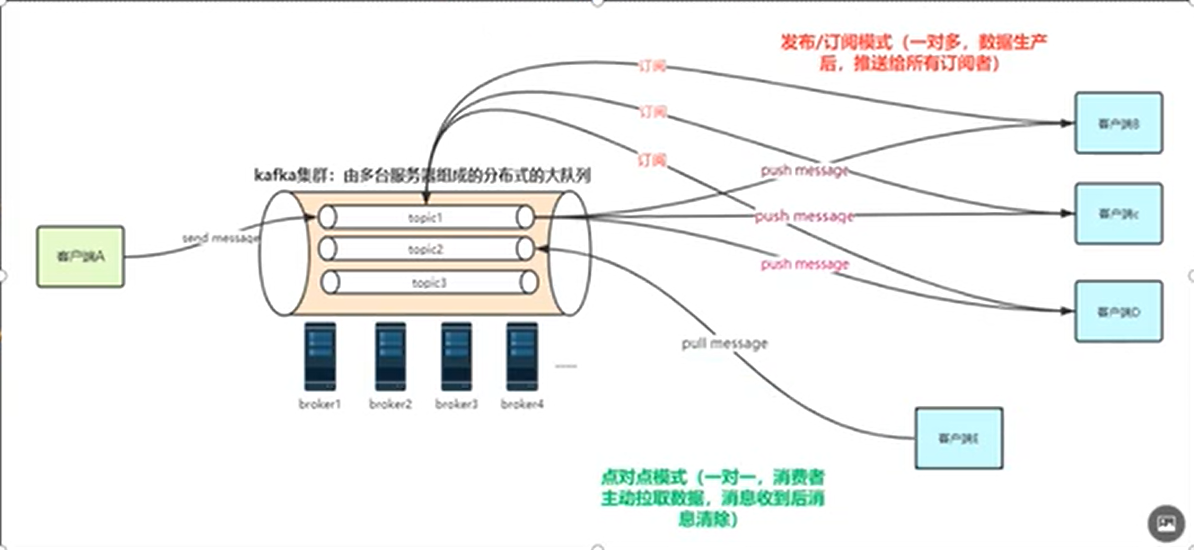 发布/订阅模式（一对多，数据生产
后，推送给所有订阅者）
订阅
订阅
订阅
客户端B
push message
kafka集群：由多台服务器组成的分布式的大队列
客户端c
topic1
push message
send message
客户端A
topic2
push message
topic3
客户端D
pull message
broker1
broker2
broker3
broker4
......
客户端E
点对点模式（一对一，消费者
主动拉取数据，消息收到后消
息清除）